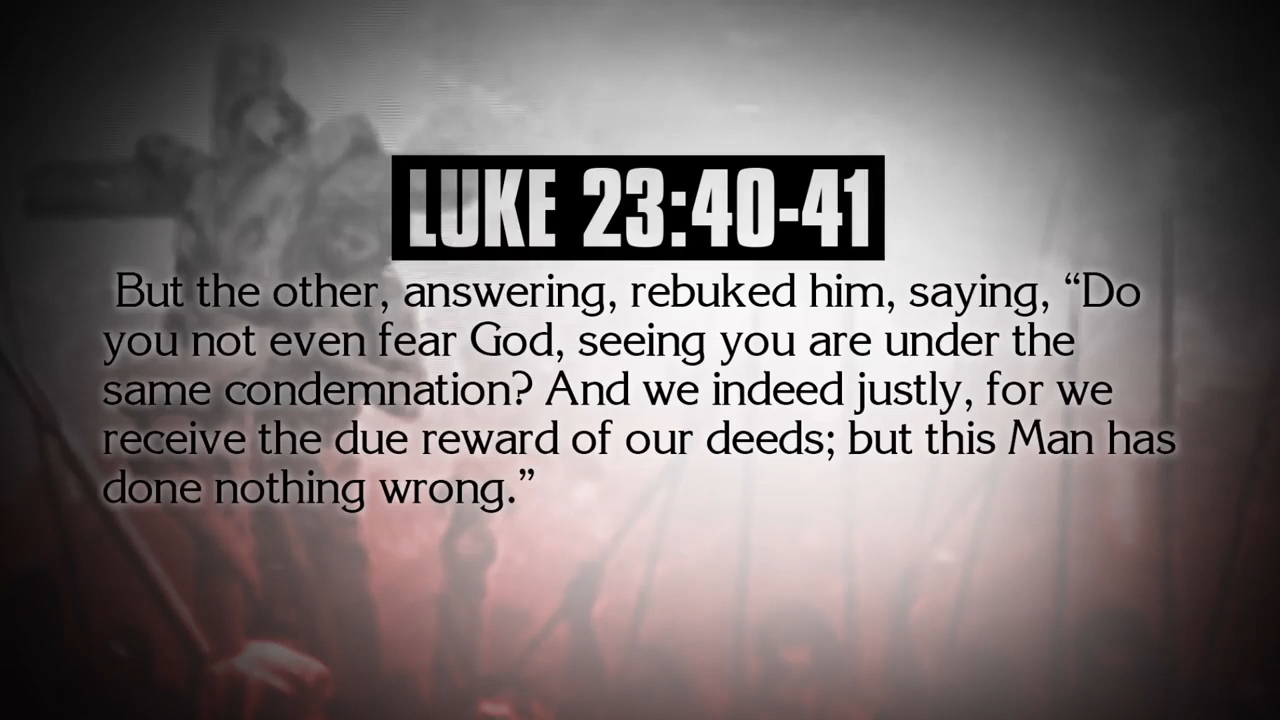 LUKE 23:40-41
But the other, answering, rebuked him, saying, “Do
you not even fear God, seeing you are under the
same condemnation? And we indeed justly, for we
receive the due reward of our deeds; but this Man has
done nothing wrong.”